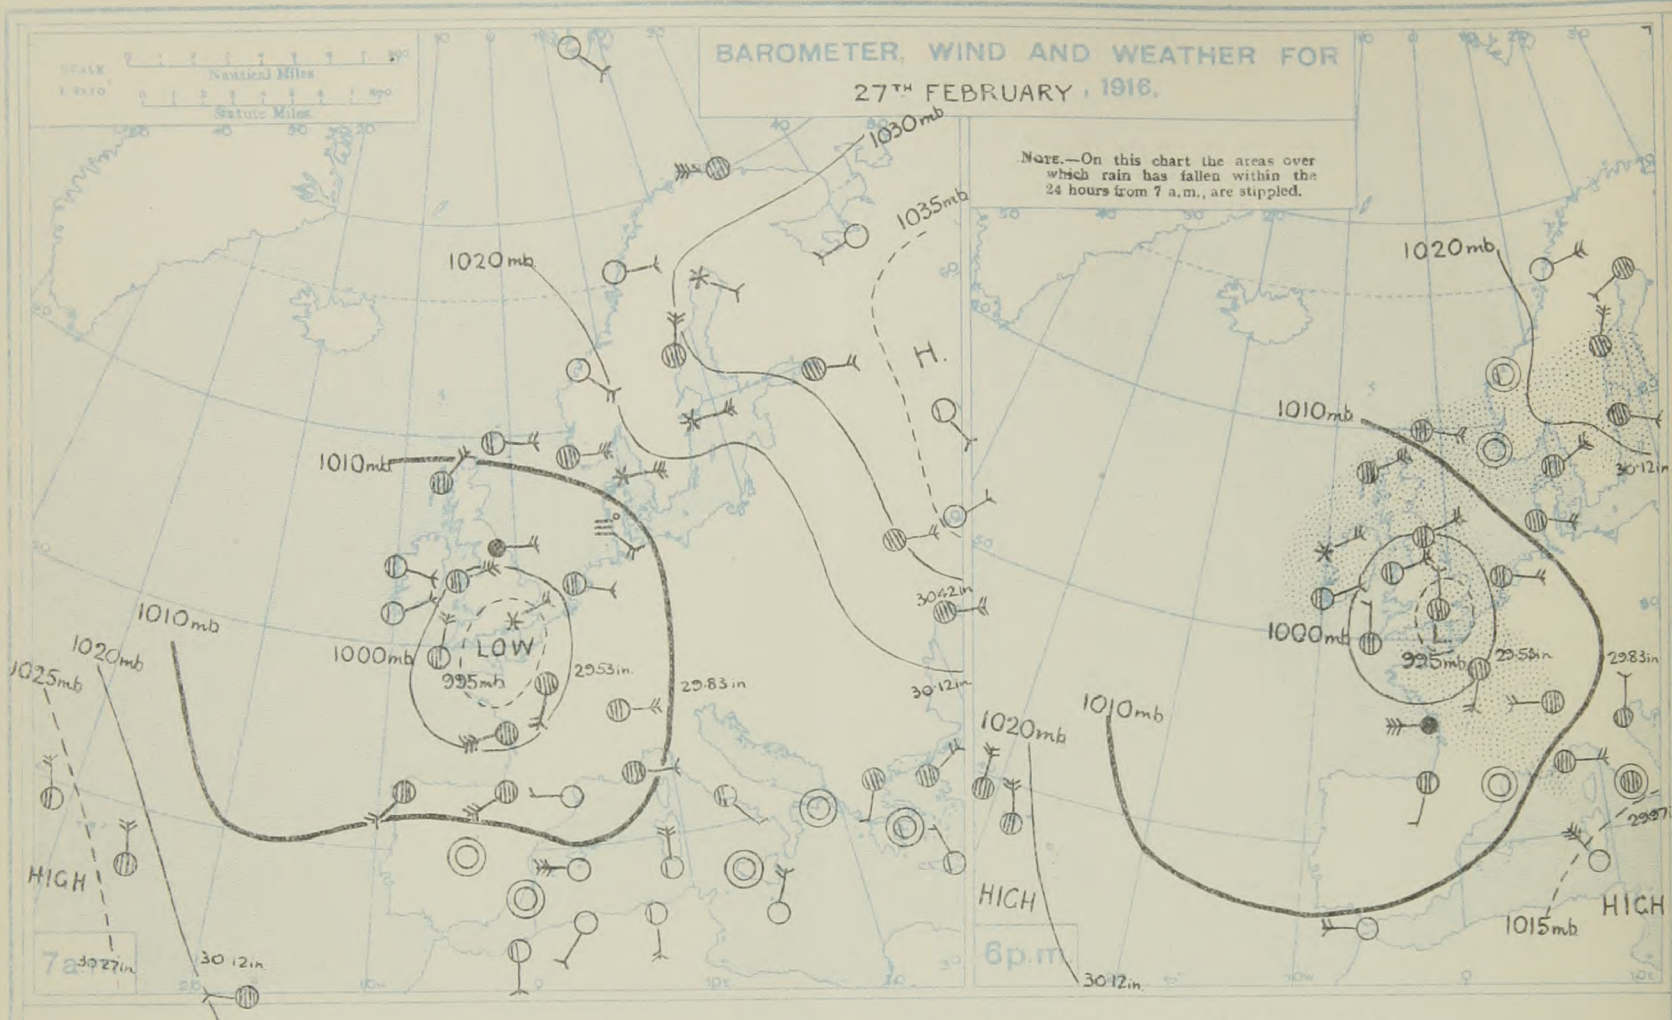 SCALE
Nautical Miles
Statute Miles
BAROMETER, WIND AND WEATHER FOR
27TH FEBRUARY, 1916.
NOTE.—On this chart the areas over
which rain has fallen within the
24 hours from 7 a.m., are stippled.
1030mb
1035mb
1020mb
H.
1010mb
1010mb
1020mb
1025mb
1000mb
LOW
995mb
29.53in.
29.83in
30.42in
30.12in
HIGH
7a
30.27in.
30.12in.
1020mb
1010mb
30.12in
1000mb
L.
995mb
29.53in.
29.83in
1010mb
1020mb
HIGH
29.97i
1015mb
HIGH
6p.m.
30.12in.